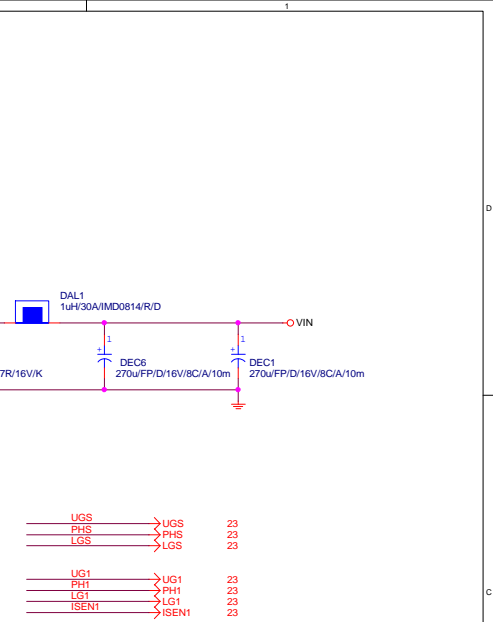 1
D
DAL1
1uH/30A/IMD0814/R/D
VIN
1
1
+
+
DEC6
DEC1
7R/16V/K
270u/FP/D/16V/8C/A/10m
270u/FP/D/16V/8C/A/10m
UGS UGS 23
PHS PHS 23
LGS LGS 23
UG1 UG1 23
PH1 PH1 23
LG1 LG1 23
ISEN1 ISEN1 23
C